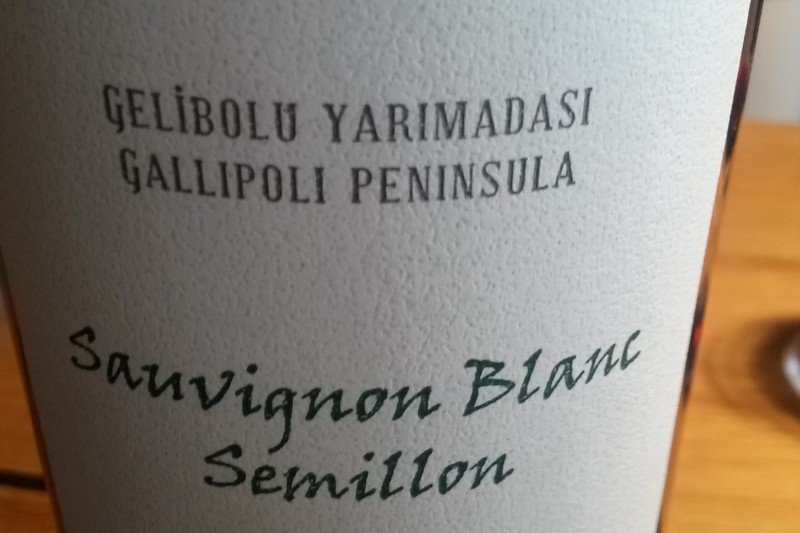 GELİBOLU YARIMADASI
GALLIPOLI PENINSULA
Sauvignon Blanc
Semillon